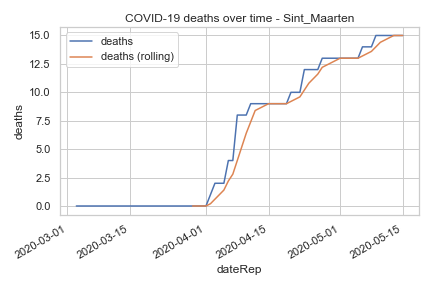 COVID-19 deaths over time - Sint_Maarten
deaths
deaths (rolling)
15.0
12.5
10.0
7.5
5.0
2.5
0.0
deaths
2020-03-01
2020-03-15
2020-04-01
2020-04-15
2020-05-01
2020-05-15
dateRep